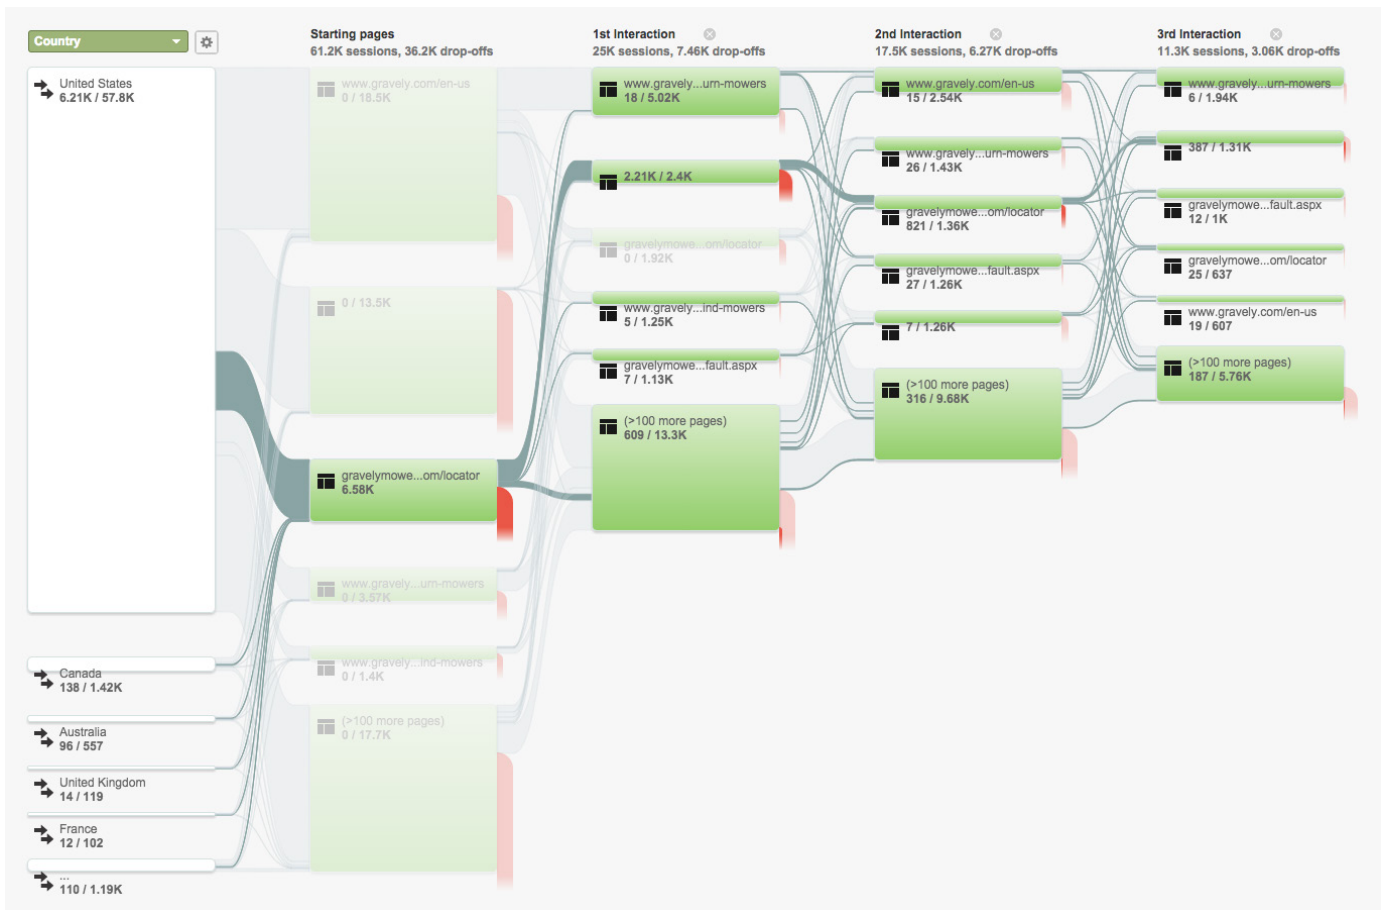 Country
Starting pages
61.2K sessions, 36.2K drop-offs
1st Interaction
25K sessions, 7.46K drop-offs
2nd Interaction
17.5K sessions, 6.27K drop-offs
3rd Interaction
11.3K sessions, 3.06K drop-offs
United States
6.21K / 57.8K
Canada
138 / 1.42K
Australia
96 / 557
United Kingdom
14 / 119
France
12 / 102
...
110 / 1.19K
www.gravely.com/en-us
0 / 18.5K
0 / 13.5K
gravelymowe...om/locator
6.58K
www.gravely...urn-mowers
0 / 3.57K
www.gravely...ind-mowers
0 / 1.4K
(>100 more pages)
0 / 17.7K
www.gravely...urn-mowers
18 / 5.02K
2.21K / 2.4K
gravelymowe...om/locator
0 / 1.92K
www.gravely...ind-mowers
5 / 1.25K
gravelymowe...fault.aspx
7 / 1.13K
(>100 more pages)
609 / 13.3K
www.gravely.com/en-us
15 / 2.54K
www.gravely...urn-mowers
26 / 1.43K
gravelymowe...om/locator
821 / 1.36K
gravelymowe...fault.aspx
27 / 1.26K
7 / 1.26K
(>100 more pages)
316 / 9.68K
www.gravely...urn-mowers
6 / 1.94K
387 / 1.31K
gravelymowe...fault.aspx
12 / 1K
gravelymowe...om/locator
25 / 637
www.gravely.com/en-us
19 / 607
(>100 more pages)
187 / 5.76K